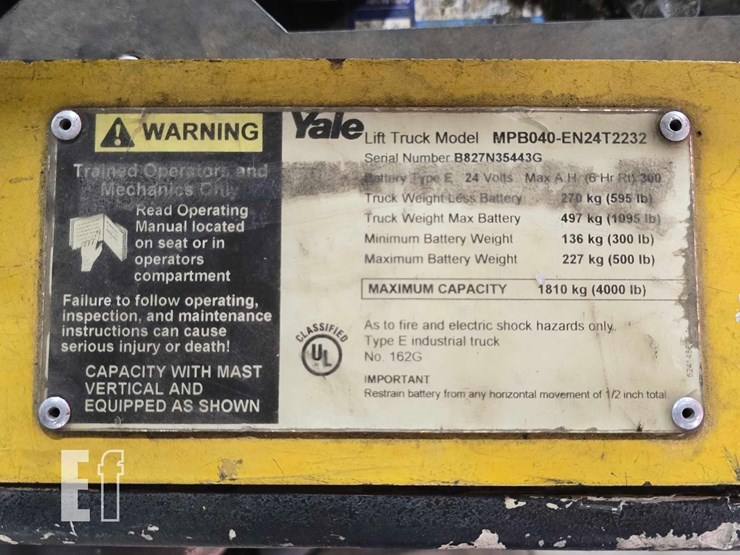 WARNING
Trained Operators and
Mechanics Only
Read Operating
Manual located
on seat or in
operators
compartment
Failure to follow operating,
inspection, and maintenance
instructions can cause
serious injury or death!
CAPACITY WITH MAST
VERTICAL AND
EQUIPPED AS SHOWN
Yale Lift Truck Model MPB040-EN24T2232
Serial Number B827N35443G
Battery Type E 24 Volts Max A.H. (6 Hr Rt) 300
Truck Weight Less Battery 270 kg (595 lb)
Truck Weight Max Battery 497 kg (1095 lb)
Minimum Battery Weight 136 kg (300 lb)
Maximum Battery Weight 227 kg (500 lb)
MAXIMUM CAPACITY 1810 kg (4000 lb)
CLASSIFIED
UL
As to fire and electric shock hazards only.
Type E industrial truck
No. 162G
IMPORTANT
Restrain battery from any horizontal movement of 1/2 inch total
Ef